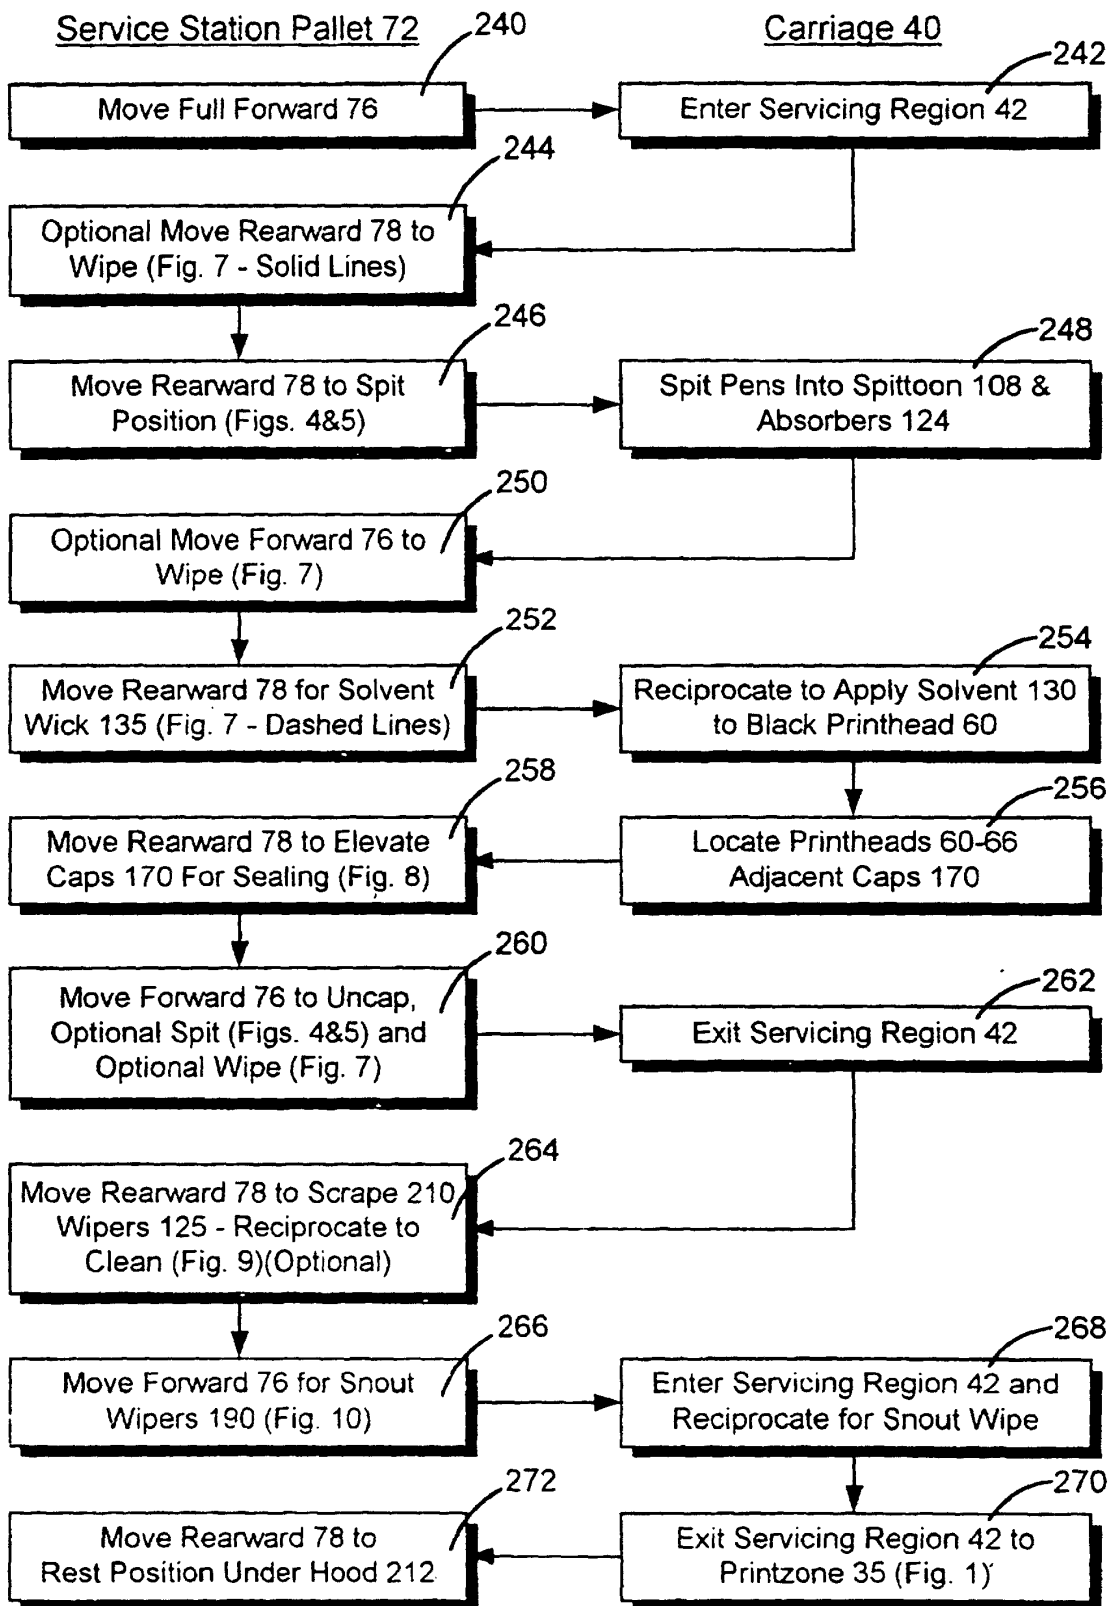 Service Station Pallet 72
240
Carriage 40
242
Move Full Forward 76
Enter Servicing Region 42
244
Optional Move Rearward 78 to
Wipe (Fig. 7 - Solid Lines)
246
248
Move Rearward 78 to Spit
Position (Figs. 4&5)
Spit Pens Into Spittoon 108 &
Absorbers 124
250
Optional Move Forward 76 to
Wipe (Fig. 7)
252
254
Move Rearward 78 for Solvent
Wick 135 (Fig. 7 - Dashed Lines)
Reciprocate to Apply Solvent 130
to Black Printhead 60
258
256
Move Rearward 78 to Elevate
Caps 170 For Sealing (Fig. 8)
Locate Printheads 60-66
Adjacent Caps 170
260
262
Move Forward 76 to Uncap,
Optional Spit (Figs. 4&5) and
Optional Wipe (Fig. 7)
Exit Servicing Region 42
264
Move Rearward 78 to Scrape 210
Wipers 125 - Reciprocate to
Clean (Fig. 9)(Optional)
266
268
Move Forward 76 for Snout
Wipers 190 (Fig. 10)
Enter Servicing Region 42 and
Reciprocate for Snout Wipe
272
270
Move Rearward 78 to
Rest Position Under Hood 212
Exit Servicing Region 42 to
Printzone 35 (Fig. 1)